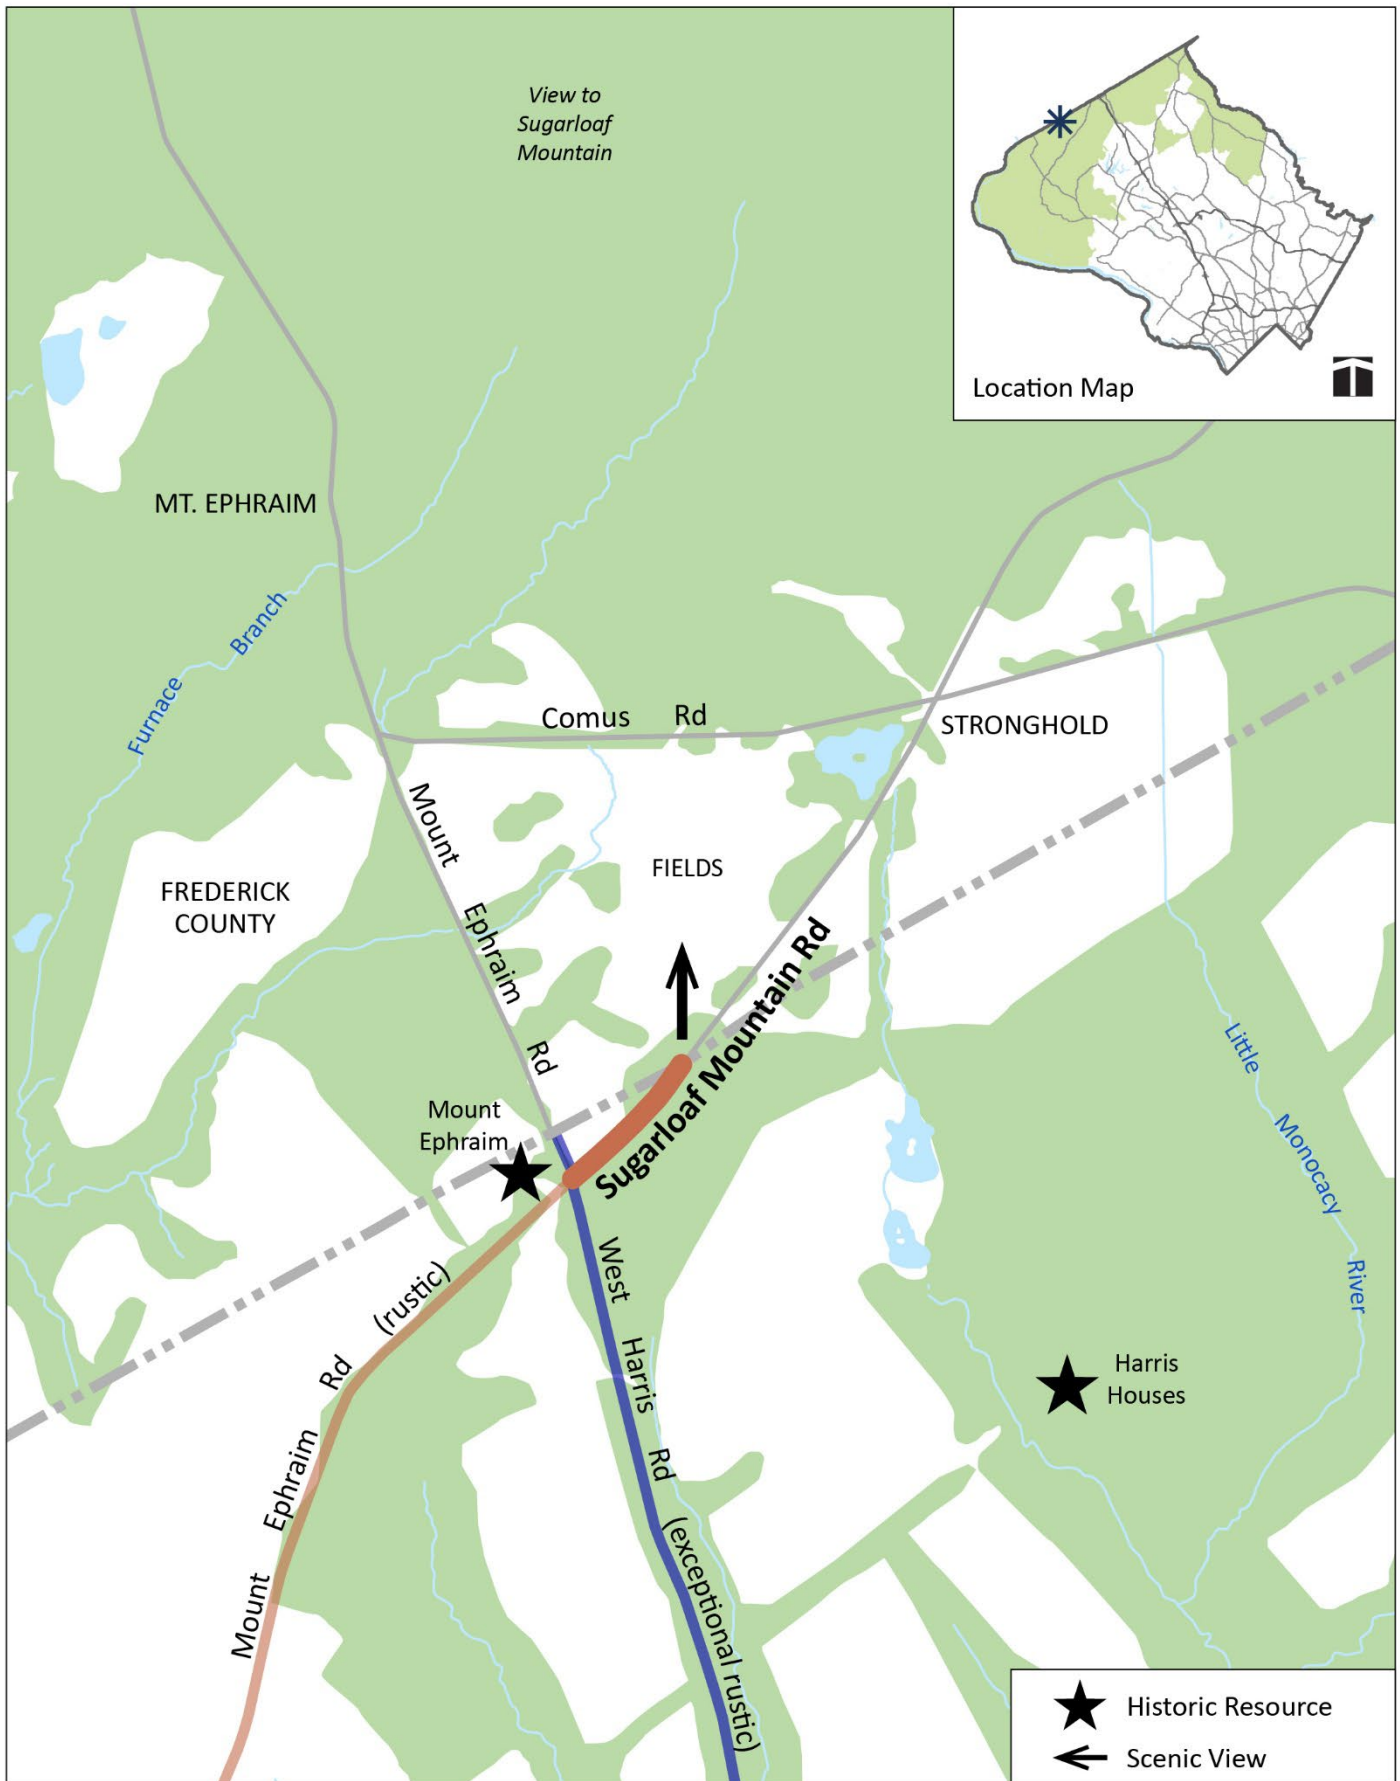 View to
Sugarloaf
Mountain
Location Map
MT. EPHRAIM
Furnace Branch
Comus Rd
STRONGHOLD
Mount Ephraim Rd
FIELDS
FREDERICK
COUNTY
Sugarloaf Mountain Rd
Little Monocacy River
Mount
Ephraim
West Harris Rd (exceptional rustic)
Mount Ephraim Rd (rustic)
Harris
Houses
Historic Resource
Scenic View